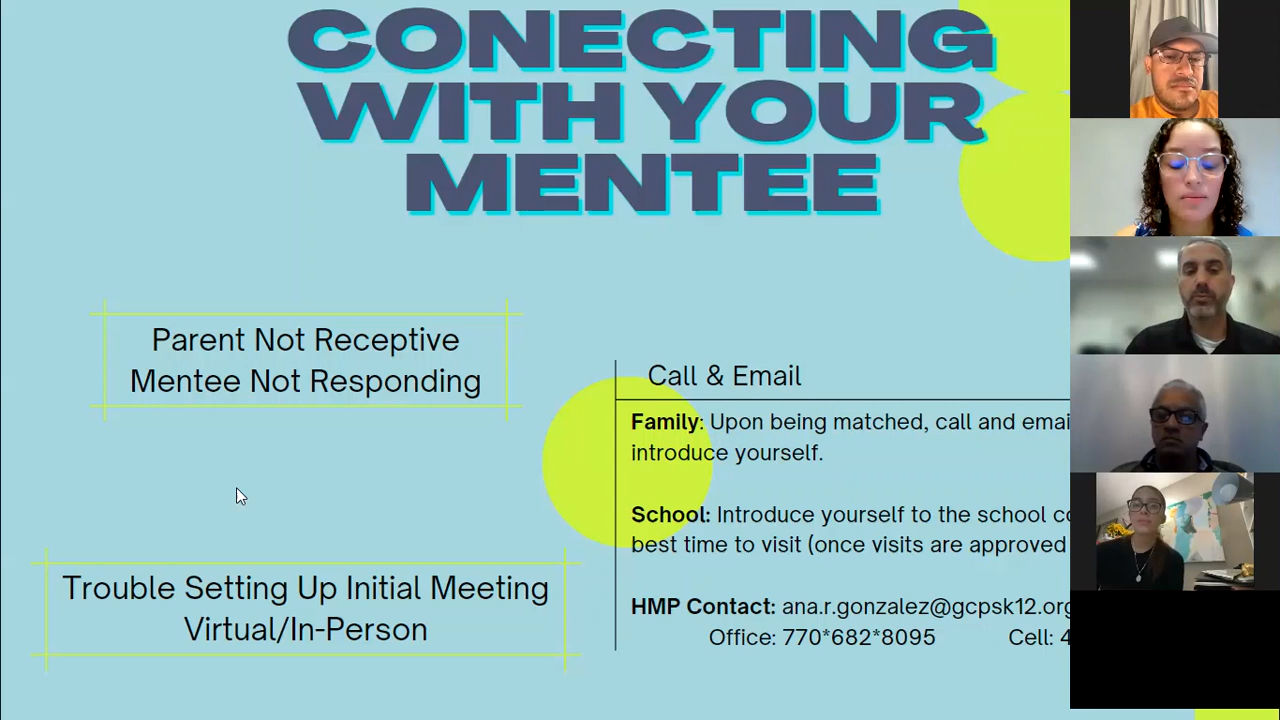 CONECTING
WITH YOUR
MENTEE
Parent Not Receptive
Mentee Not Responding
Trouble Setting Up Initial Meeting
Virtual/In-Person
Call & Email
Family: Upon being matched, call and
introduce yourself.
School: Introduce yourself to the school
best time to visit (once visits are approved
HMP Contact: ana.r.gonzalez@gcpsk12.org
Office: 770*682*8095 Cell: 4